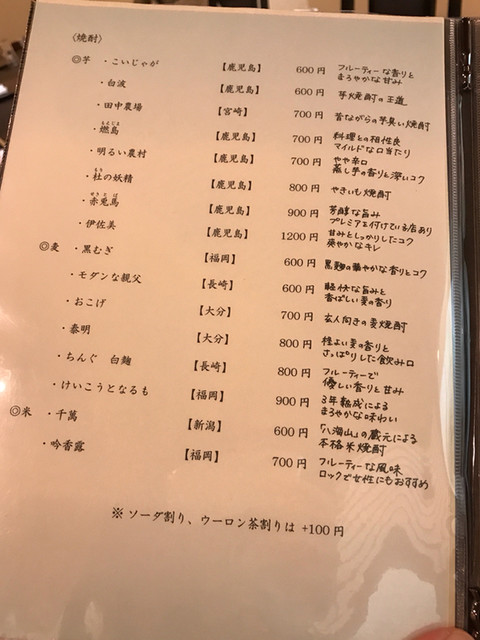 〈焼酎〉
◎芋 ・こいじゃが 【鹿児島】 600円 フルーティーな香りと
まろやかな甘み
・白波 【鹿児島】 600円 芋焼酎の王道
・田中農場 【宮崎】 700円 昔ながらの芋臭い焼酎
もえじま
・燃島 【鹿児島】 700円 料理との相性良
マイルドな口当たり
・明るい農村 【鹿児島】 700円 やや辛口
蒸し芋の香りと深いコク
もり
・杜の妖精 【鹿児島】 800円 やきいも焼酎
せきとば
・赤兎馬 【鹿児島】 900円 芳醇な旨み
プレミアを付けている店あり
・伊佐美 【鹿児島】 1200円 甘みとしっかりしたコク
爽やかなキレ
◎麦 ・黒むぎ 【福岡】 600円 黒麹の華やかな香りとコク
・モダンな親父 【長崎】 600円 軽快な旨みと
香ばしい麦の香り
・おこげ 【大分】 700円 玄人向きの麦焼酎
・泰明 【大分】 800円 程よい麦の香りと
さっぱりした飲み口
・ちんぐ 白麹 【長崎】 800円 フルーティーで
優しい香りと甘み
・けいこうとなるも 【福岡】 900円 3年熟成による
まろやかな味わい
◎米 ・千萬 【新潟】 600円 「八海山」の蔵元による
本格米焼酎
・吟香露 【福岡】 700円 フルーティーな風味
ロックで女性にもおすすめ
※ ソーダ割り、ウーロン茶割りは +100円